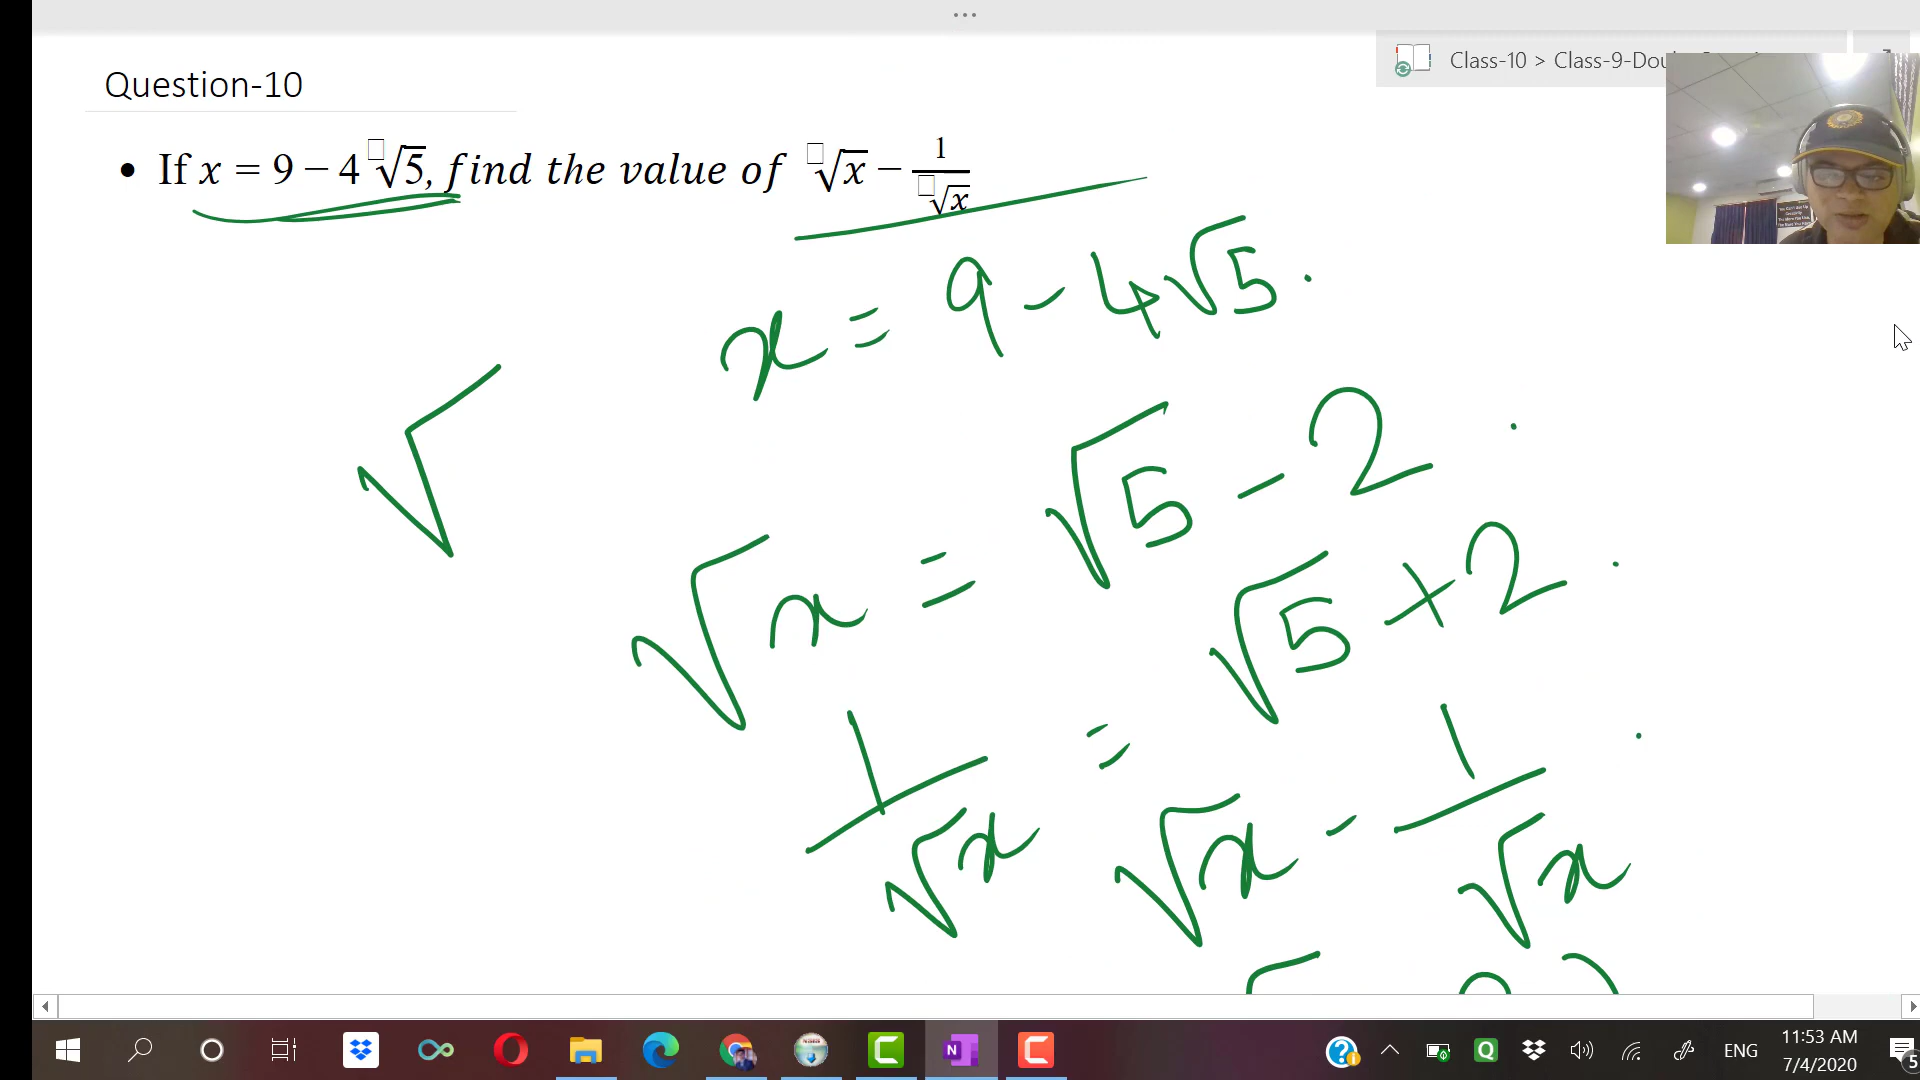 Class-10 > Class-9-Dou
Question-10
• If x = 9 − 4 √5, find the value of √x − 1/√x
x = 9 - 4√5.
√
√x = √5 - 2
1/√x = √5 + 2
√x - 1/√x
ENG
11:53 AM
7/4/2020
5